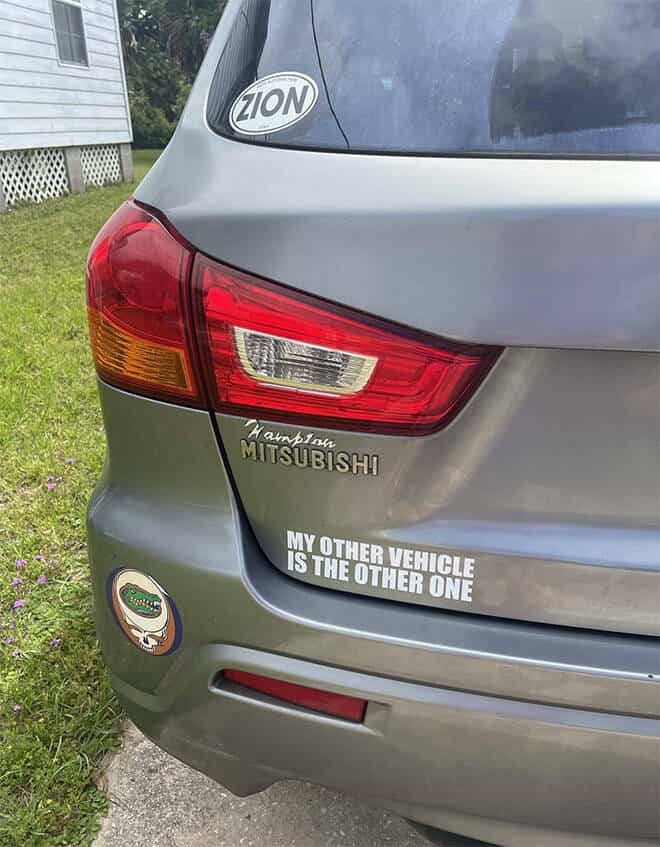 ZION
Hampton
MITSUBISHI
MY OTHER VEHICLE
IS THE OTHER ONE